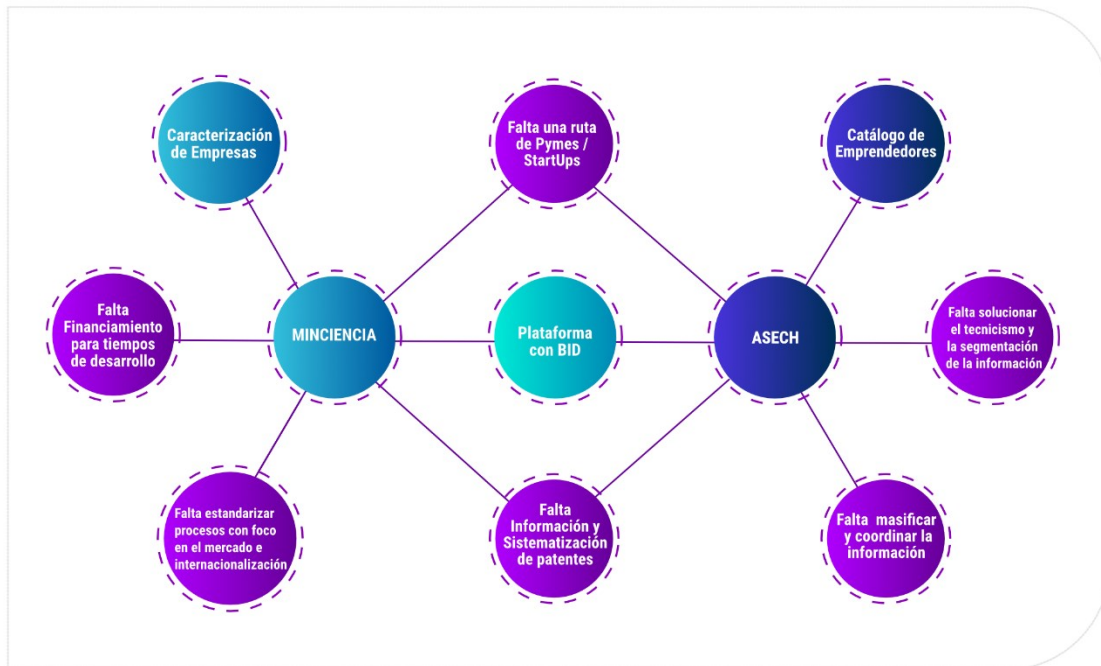 Caracterización
de Empresas
Falta una ruta
de Pymes /
StartUps
Catálogo de
Emprendedores
Falta
Financiamiento
para tiempos
de desarrollo
MINCIENCIA
Plataforma
con BID
ASECH
Falta solucionar
el tecnicismo y
la segmentación
de la información
Falta estandarizar
procesos con foco
en el mercado e
internacionalización
Falta
Información y
Sistematización
de patentes
Falta masificar
y coordinar la
información